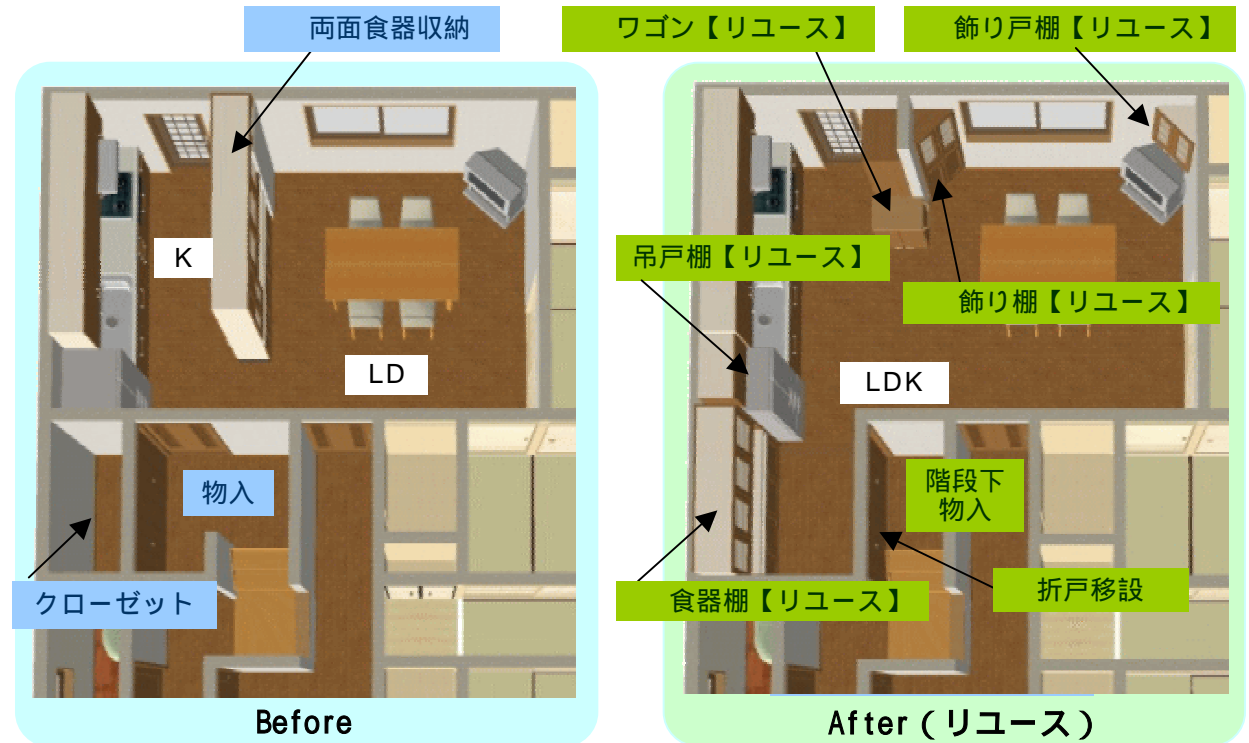 両面食器収納
ワゴン【リユース】
飾り戸棚【リユース】
K
LD
物入
クローゼット
Before
吊戸棚【リユース】
飾り棚【リユース】
LDK
階段下
物入
食器棚【リユース】
折戸移設
After(リユース)